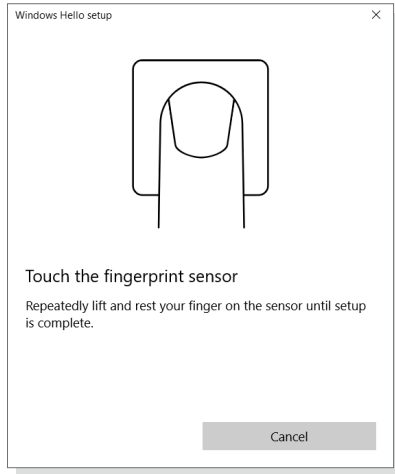 Windows Hello setup
Touch the fingerprint sensor
Repeatedly lift and rest your finger on the sensor until setup
is complete.
Cancel